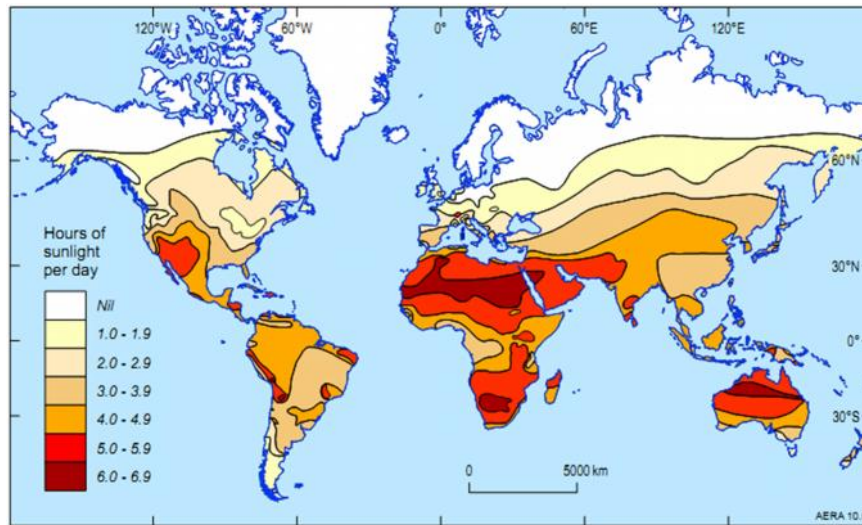 120°W 60°W 0° 60°E 120°E
60°N
30°N
0°
30°S
Hours of
sunlight
per day
Nil
1.0 - 1.9
2.0 - 2.9
3.0 - 3.9
4.0 - 4.9
5.0 - 5.9
6.0 - 6.9
0 5000 km
AERA 10.